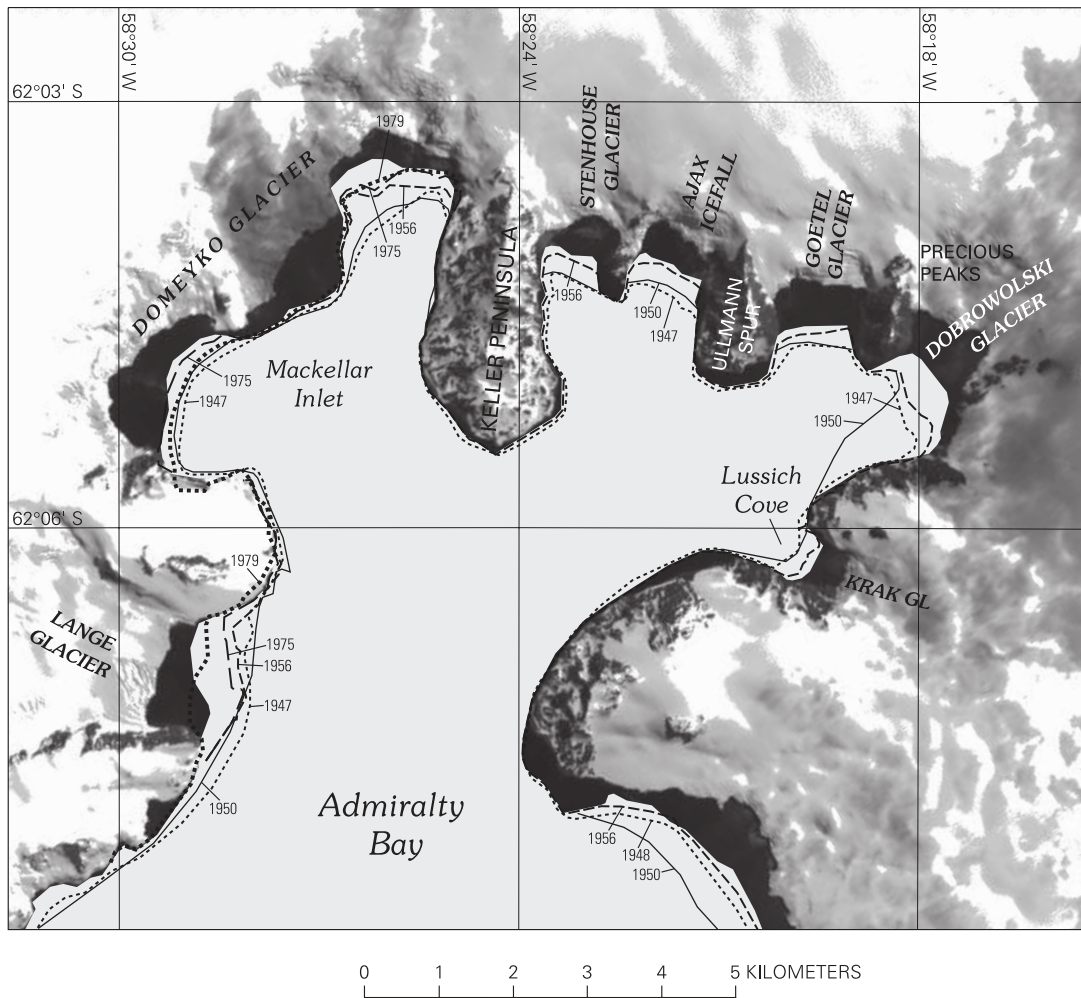 58°30' W
58°24' W
58°18' W
62°03' S
1979
STENHOUSE
GLACIER
AJAX
ICEFALL
GOETEL
GLACIER
DOMEYKO GLACIER
1956
1975
KELLER PENINSULA
PRECIOUS
PEAKS
DOBROWOLSKI
GLACIER
1956
1950
1947
ULLMANN
SPUR
Mackellar
Inlet
1975
1947
1947
1950
Lussich
Cove
62°06' S
1979
KRAK GL
LANGE
GLACIER
1975
1956
1947
1950
Admiralty
Bay
1956
1948
1950
0 1 2 3 4 5 KILOMETERS